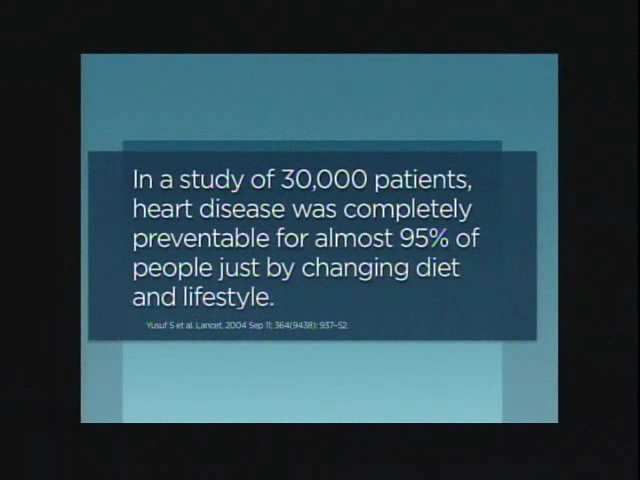 In a study of 30,000 patients,
heart disease was completely
preventable for almost 95% of
people just by changing diet
and lifestyle.
Yusuf S et al. Lancet. 2004 Sep 11; 364(9438): 937-52.